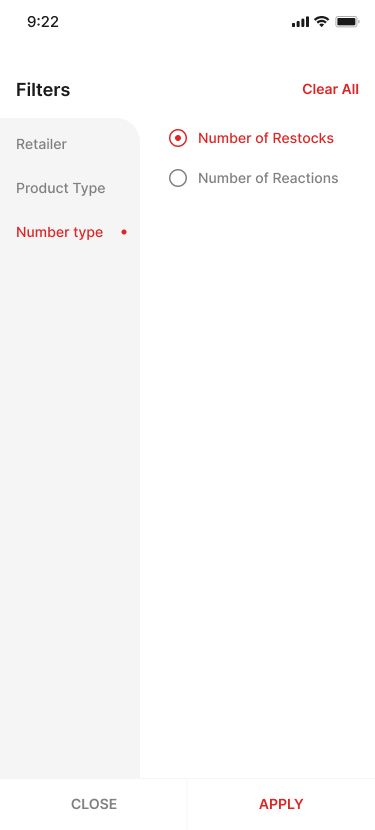 9:22
Filters
Clear All
Retailer
Product Type
Number type
Number of Restocks
Number of Reactions
CLOSE
APPLY